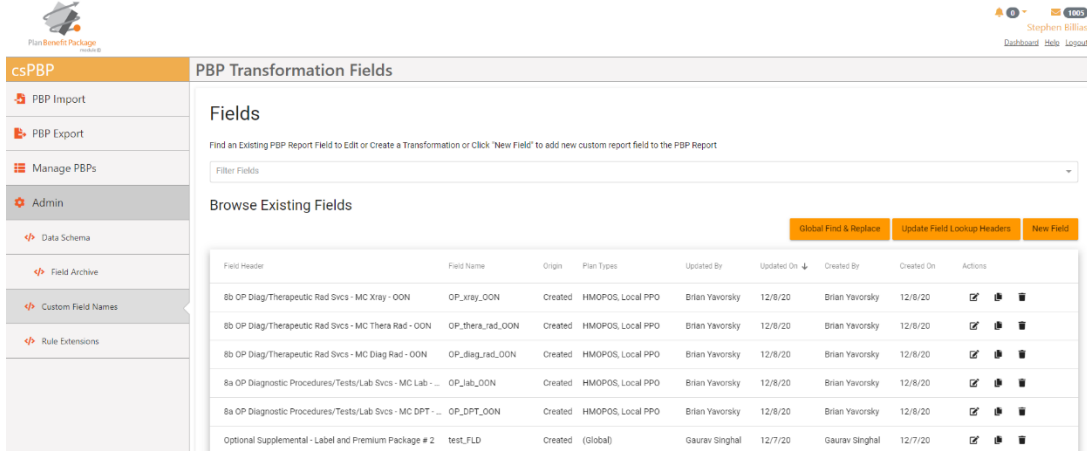 PlanBenefit Package
module®
0
1005
Stephen Billias
Dashboard Help Logout
csPBP
PBP Transformation Fields
PBP Import
PBP Export
Manage PBPs
Admin
Data Schema
Field Archive
Custom Field Names
Rule Extensions
Fields
Find an Existing PBP Report Field to Edit or Create a Transformation or Click "New Field" to add new custom report field to the PBP Report
Filter Fields
Browse Existing Fields
Global Find & Replace Update Field Lookup Headers New Field
Field Header Field Name Origin Plan Types Updated By Updated On ↓ Created By Created On Actions
8b OP Diag/Therapeutic Rad Svcs - MC Xray - OON OP_xray_OON Created HMOPOS, Local PPO Brian Yavorsky 12/8/20 Brian Yavorsky 12/8/20
8b OP Diag/Therapeutic Rad Svcs - MC Thera Rad - OON OP_thera_rad_OON Created HMOPOS, Local PPO Brian Yavorsky 12/8/20 Brian Yavorsky 12/8/20
8b OP Diag/Therapeutic Rad Svcs - MC Diag Rad - OON OP_diag_rad_OON Created HMOPOS, Local PPO Brian Yavorsky 12/8/20 Brian Yavorsky 12/8/20
8a OP Diagnostic Procedures/Tests/Lab Svcs - MC Lab - ... OP_lab_OON Created HMOPOS, Local PPO Brian Yavorsky 12/8/20 Brian Yavorsky 12/8/20
8a OP Diagnostic Procedures/Tests/Lab Svcs - MC DPT - ... OP_DPT_OON Created HMOPOS, Local PPO Brian Yavorsky 12/8/20 Brian Yavorsky 12/8/20
Optional Supplemental - Label and Premium Package # 2 test_FLD Created (Global) Gaurav Singhal 12/7/20 Gaurav Singhal 12/7/20